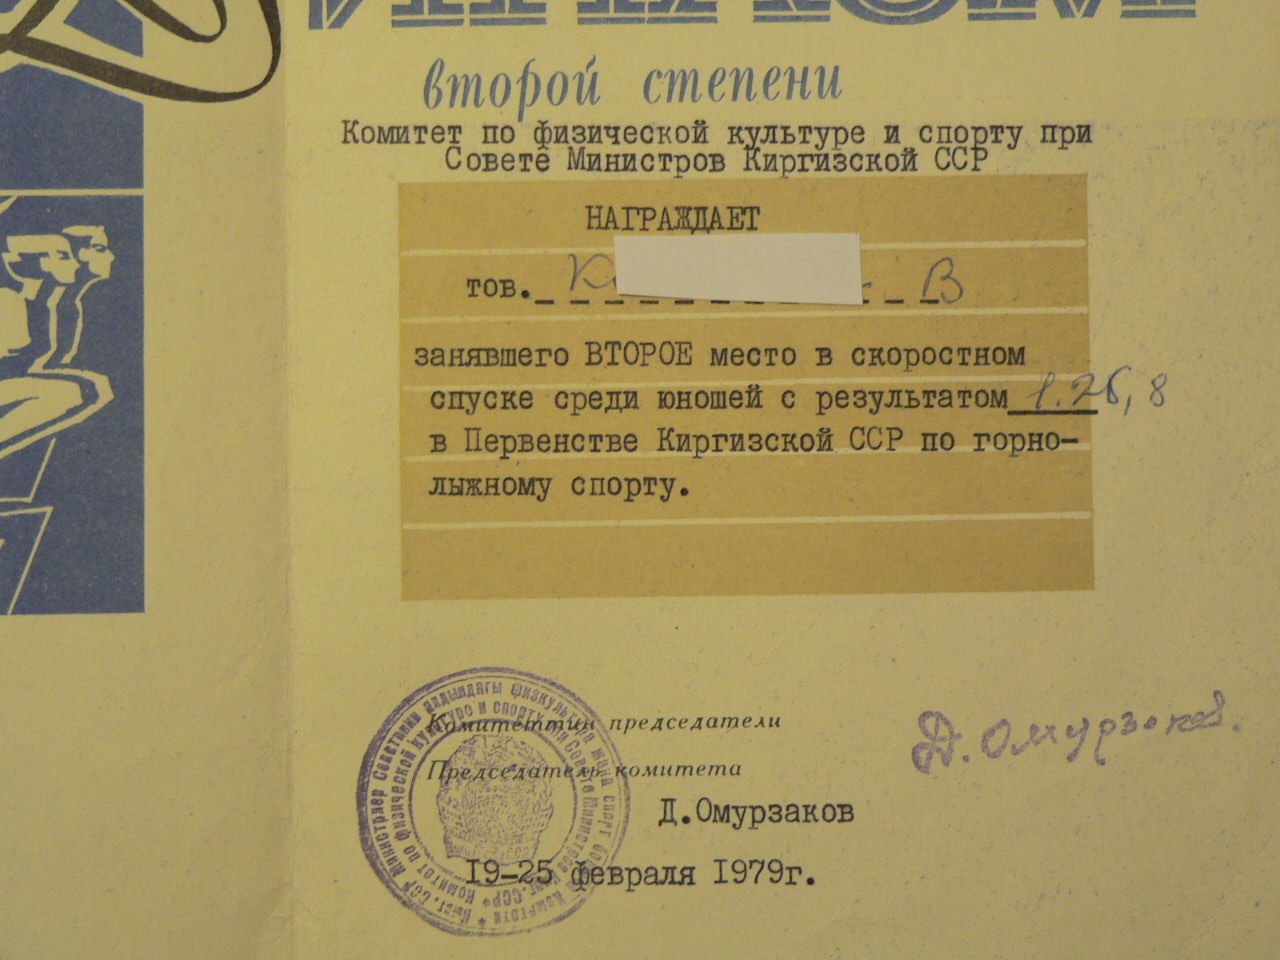 второй степени
Комитет по физической культуре и спорту при
Совете Министров Киргизской ССР
НАГРАЖДАЕТ
тов. В
занявшего ВТОРОЕ место в скоростном
спуске среди юношей с результатом 1.26,8
в Первенстве Киргизской ССР по горно-
лыжному спорту.
Комитеттин председатели
Председатель комитета
Д. Омурзаков.
Д.Омурзаков
19-25 февраля 1979г.